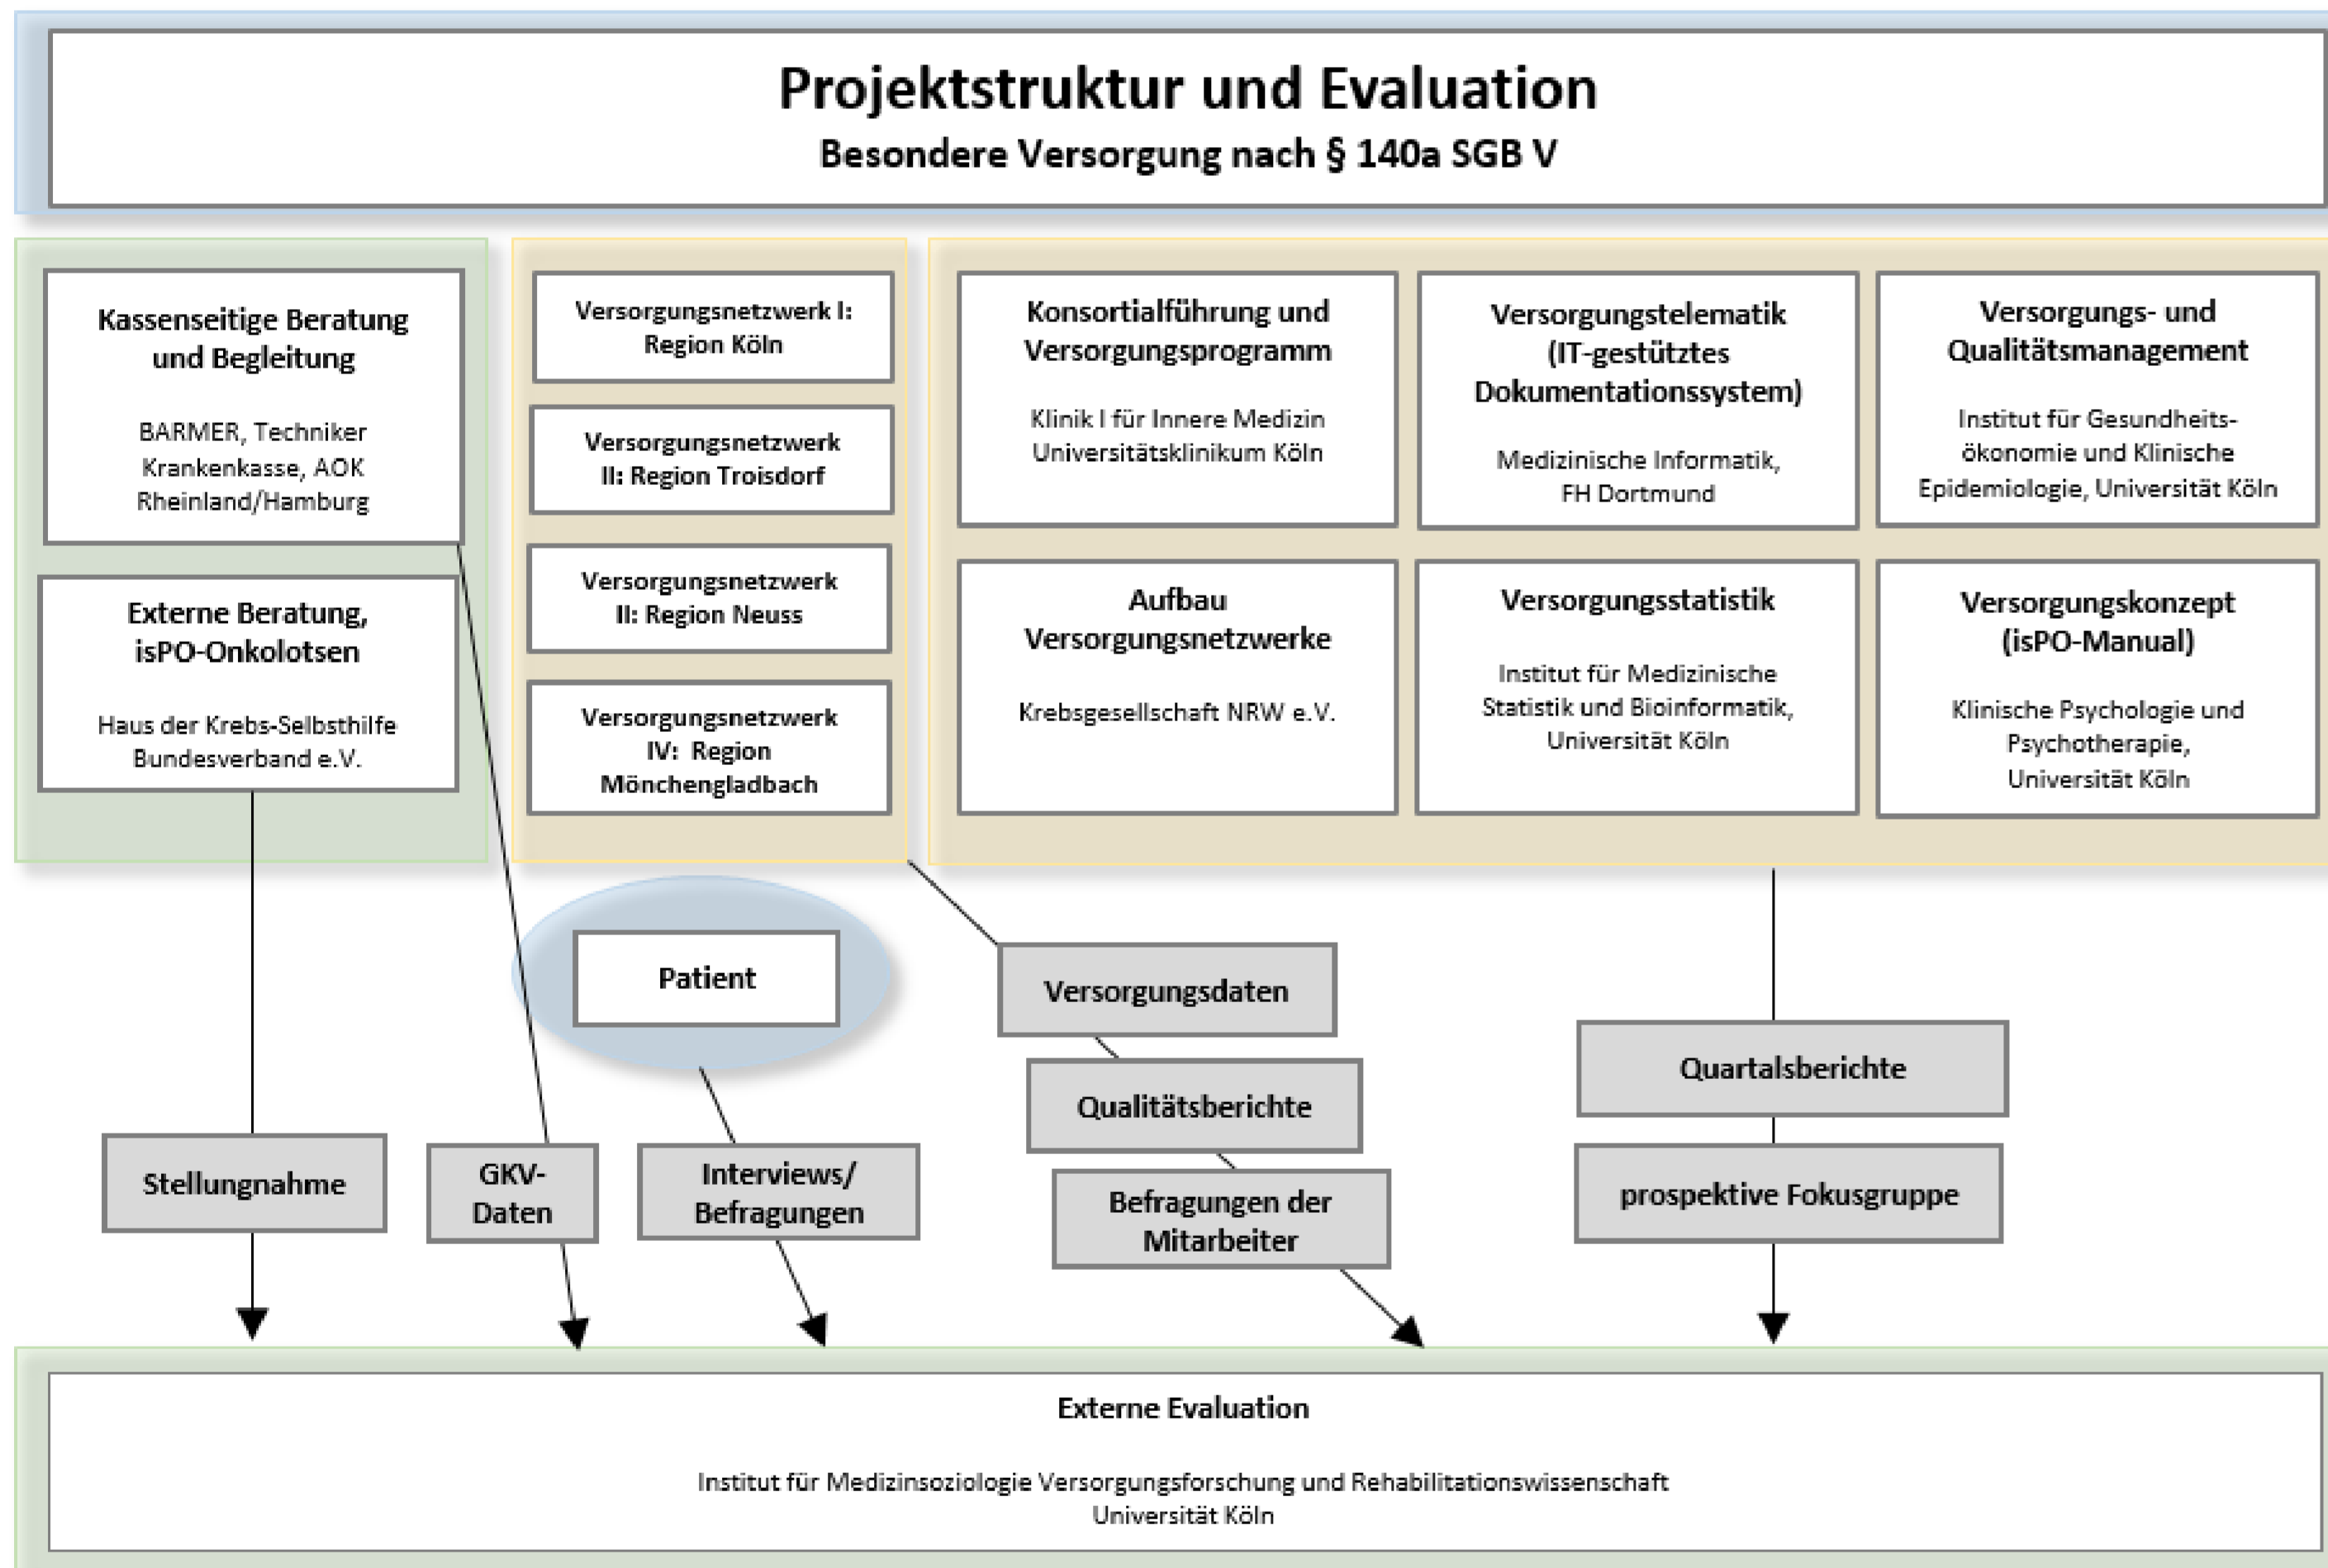 Projektstruktur und Evaluation
Besondere Versorgung nach § 140a SGB V
Kassenseitige Beratung
und Begleitung
BARMER, Techniker
Krankenkasse, AOK
Rheinland/Hamburg
Externe Beratung,
isPO-Onkolotsen
Haus der Krebs-Selbsthilfe
Bundesverband e.V.
Versorgungsnetzwerk I:
Region Köln
Versorgungsnetzwerk
II: Region Troisdorf
Versorgungsnetzwerk
II: Region Neuss
Versorgungsnetzwerk
IV: Region
Mönchengladbach
Konsortialführung und
Versorgungsprogramm
Klinik I für Innere Medizin
Universitätsklinikum Köln
Versorgungstelematik
(IT-gestütztes
Dokumentationssystem)
Medizinische Informatik,
FH Dortmund
Versorgungs- und
Qualitätsmanagement
Institut für Gesundheits-
ökonomie und Klinische
Epidemiologie, Universität Köln
Aufbau
Versorgungsnetzwerke
Krebsgesellschaft NRW e.V.
Versorgungsstatistik
Institut für Medizinische
Statistik und Bioinformatik,
Universität Köln
Versorgungskonzept
(isPO-Manual)
Klinische Psychologie und
Psychotherapie,
Universität Köln
Patient
Versorgungsdaten
Qualitätsberichte
Befragungen der
Mitarbeiter
Quartalsberichte
prospektive Fokusgruppe
Stellungnahme
GKV-
Daten
Interviews/
Befragungen
Externe Evaluation
Institut für Medizinsoziologie Versorgungsforschung und Rehabilitationswissenschaft
Universität Köln